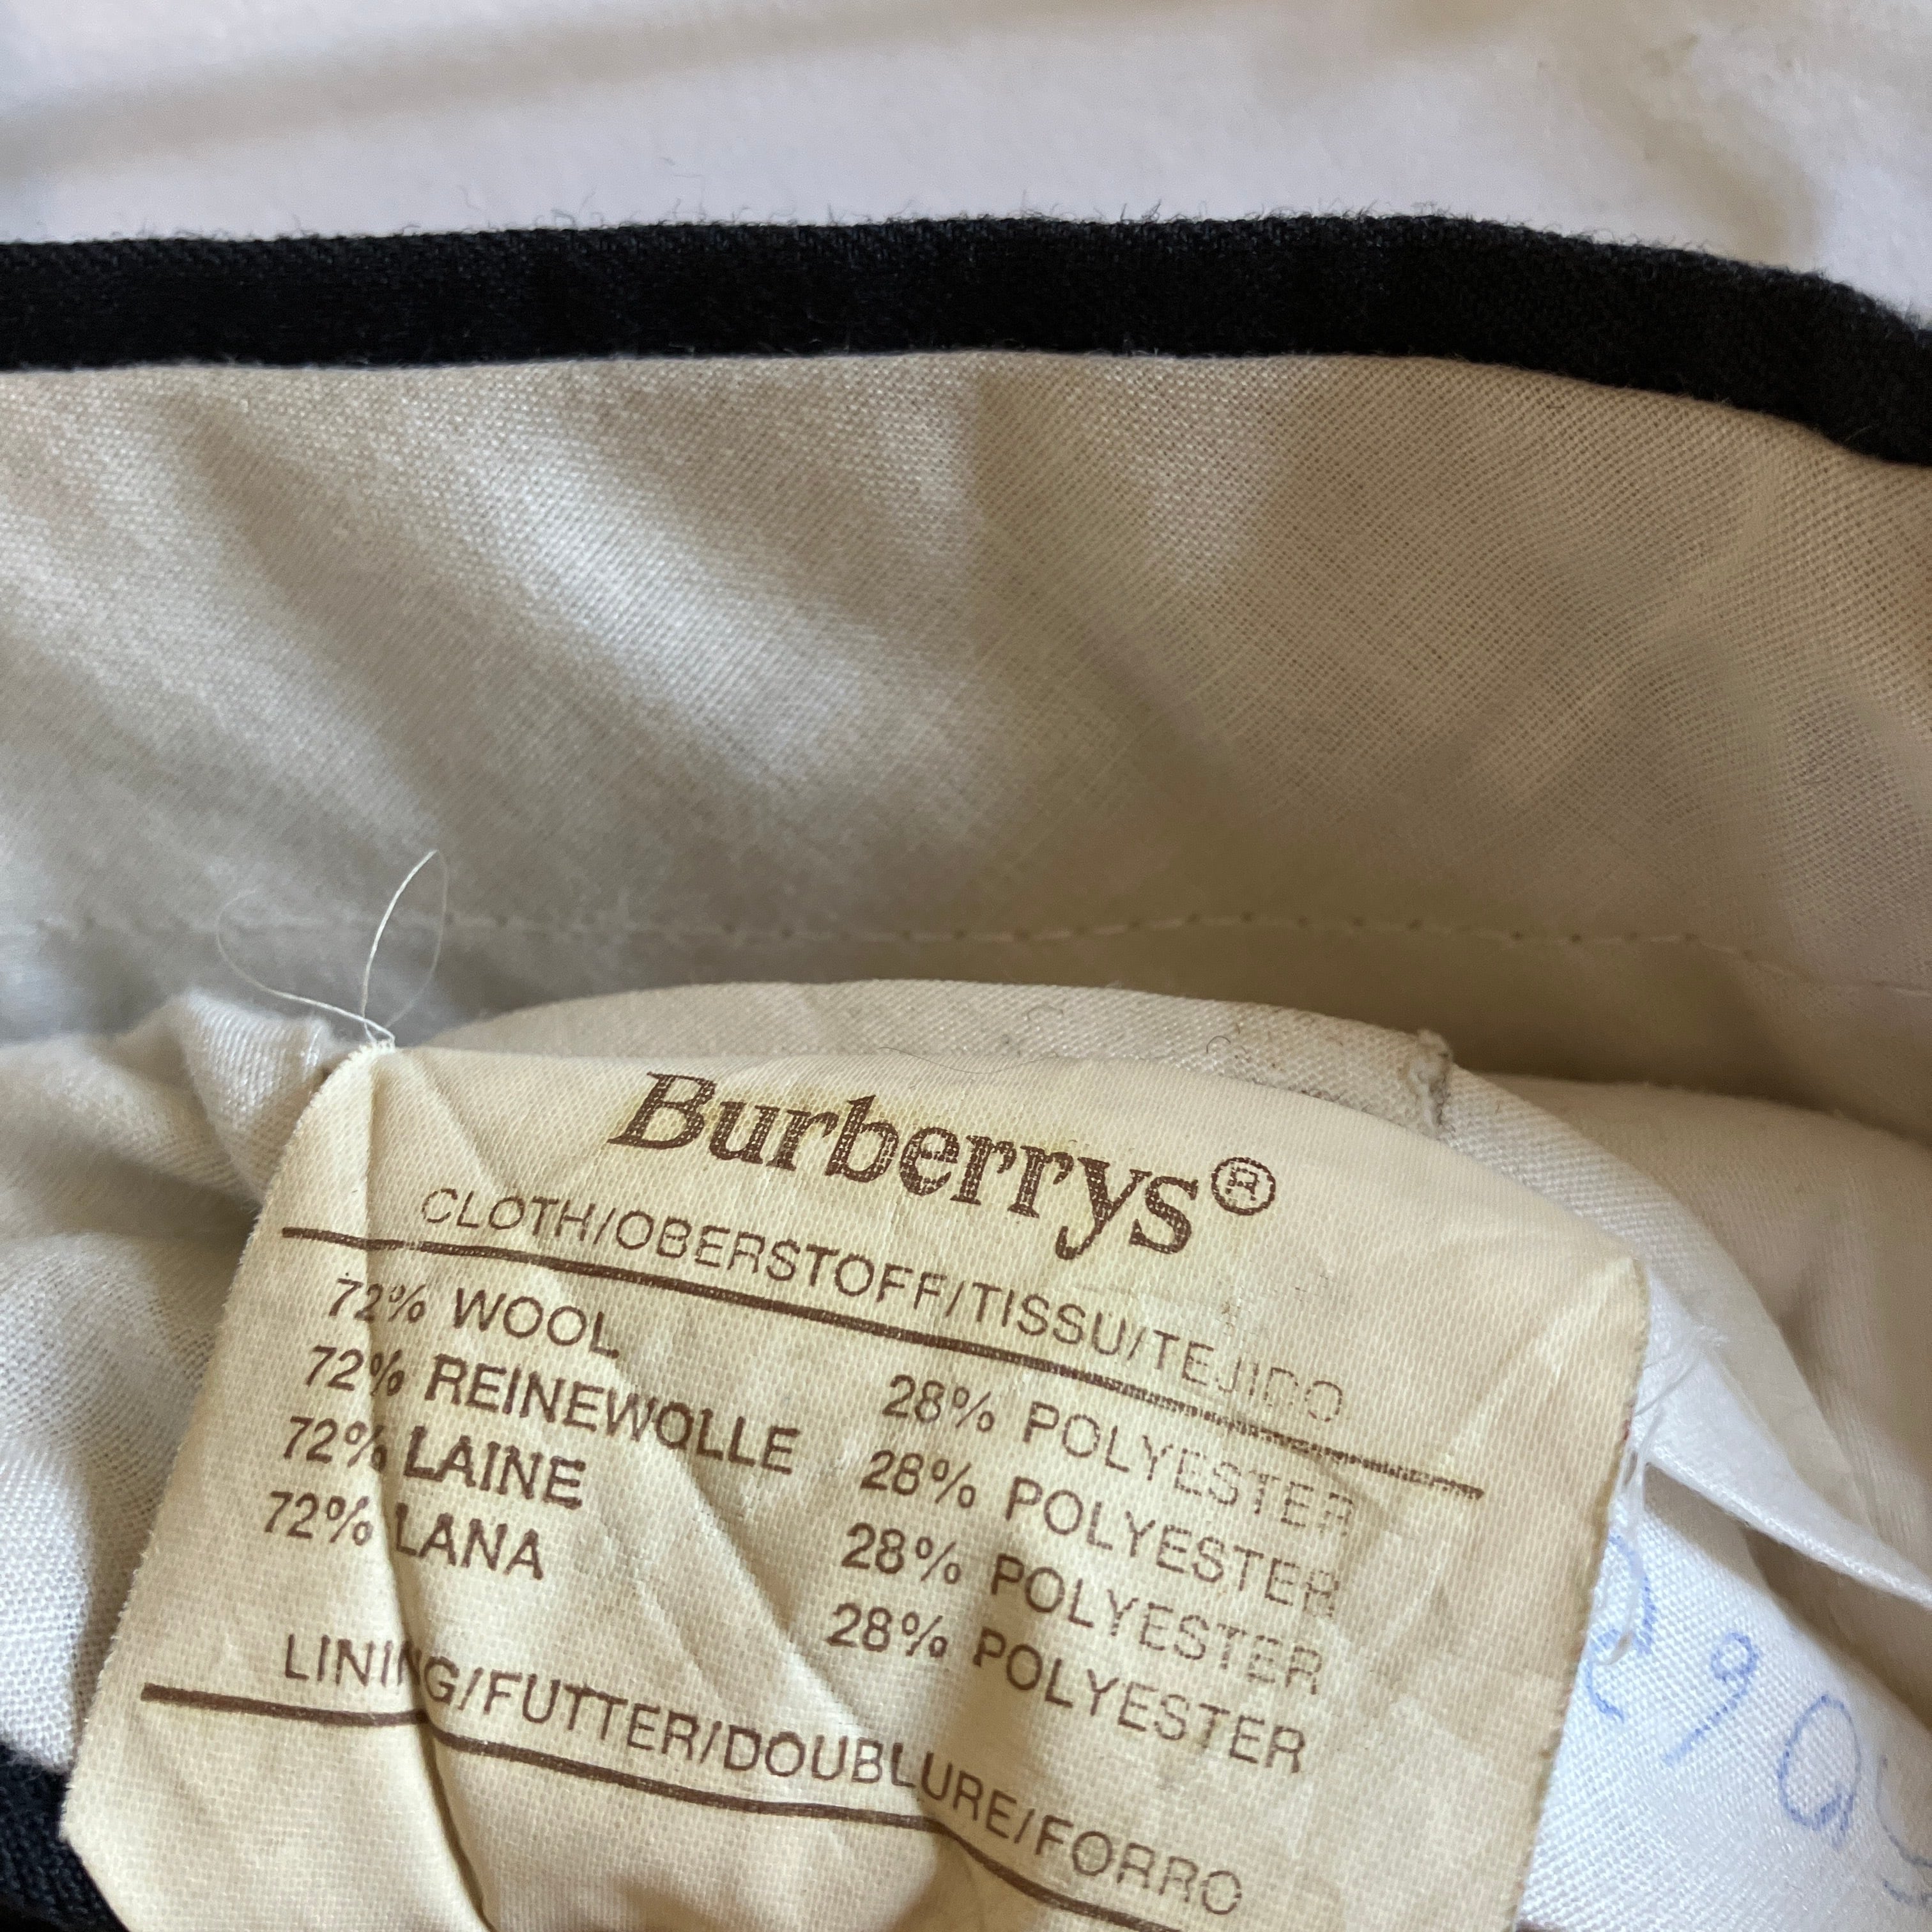 Burberrys®
CLOTH/OBERSTOFF/TISSU/TEJIDO
72% WOOL 28% POLYESTER
72% REINEWOLLE 28% POLYESTER
72% LAINE 28% POLYESTER
72% LANA 28% POLYESTER
LINING/FUTTER/DOUBLURE/FORRO